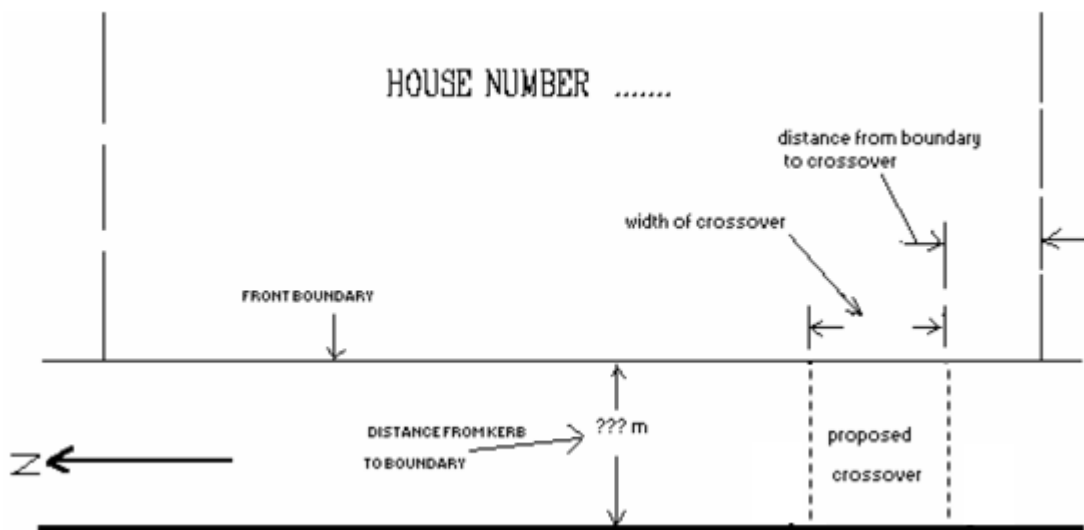 HOUSE NUMBER .......
distance from boundary
to crossover
width of crossover
FRONT BOUNDARY
DISTANCE FROM KERB
TO BOUNDARY
??? m
proposed
crossover
N